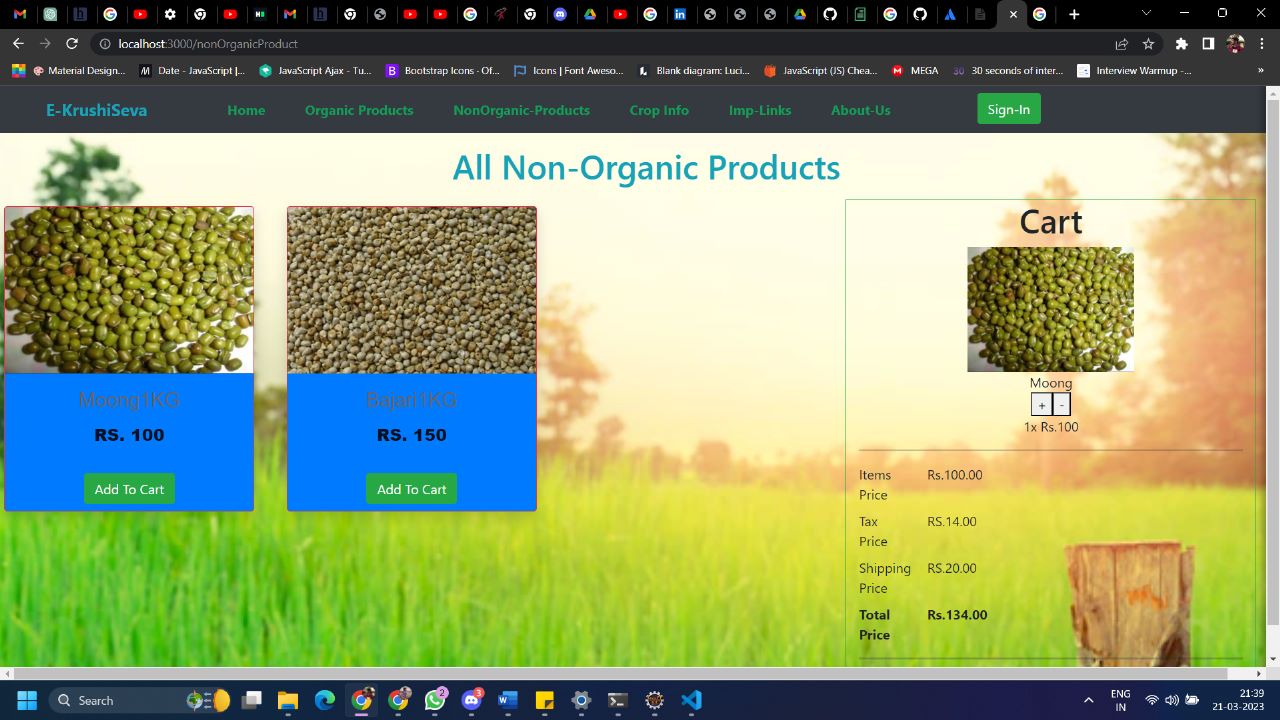 localhost:3000/nonOrganicProduct
Material Design...
Date - JavaScript |...
JavaScript Ajax - Tu...
Bootstrap Icons · Of...
Icons | Font Aweso...
Blank diagram: Luci...
JavaScript (JS) Chea...
MEGA
30 seconds of inter...
Interview Warmup -...
»
E-KrushiSeva
Home
Organic Products
NonOrganic-Products
Crop Info
Imp-Links
About-Us
Sign-In
All Non-Organic Products
Moong1KG
RS. 100
Add To Cart
Bajari1KG
RS. 150
Add To Cart
Cart
Moong
+ -
1x Rs.100
Items Rs.100.00
Price
Tax RS.14.00
Price
Shipping RS.20.00
Price
Total Rs.134.00
Price
Search
2
3
ENG
IN
21:39
21-03-2023